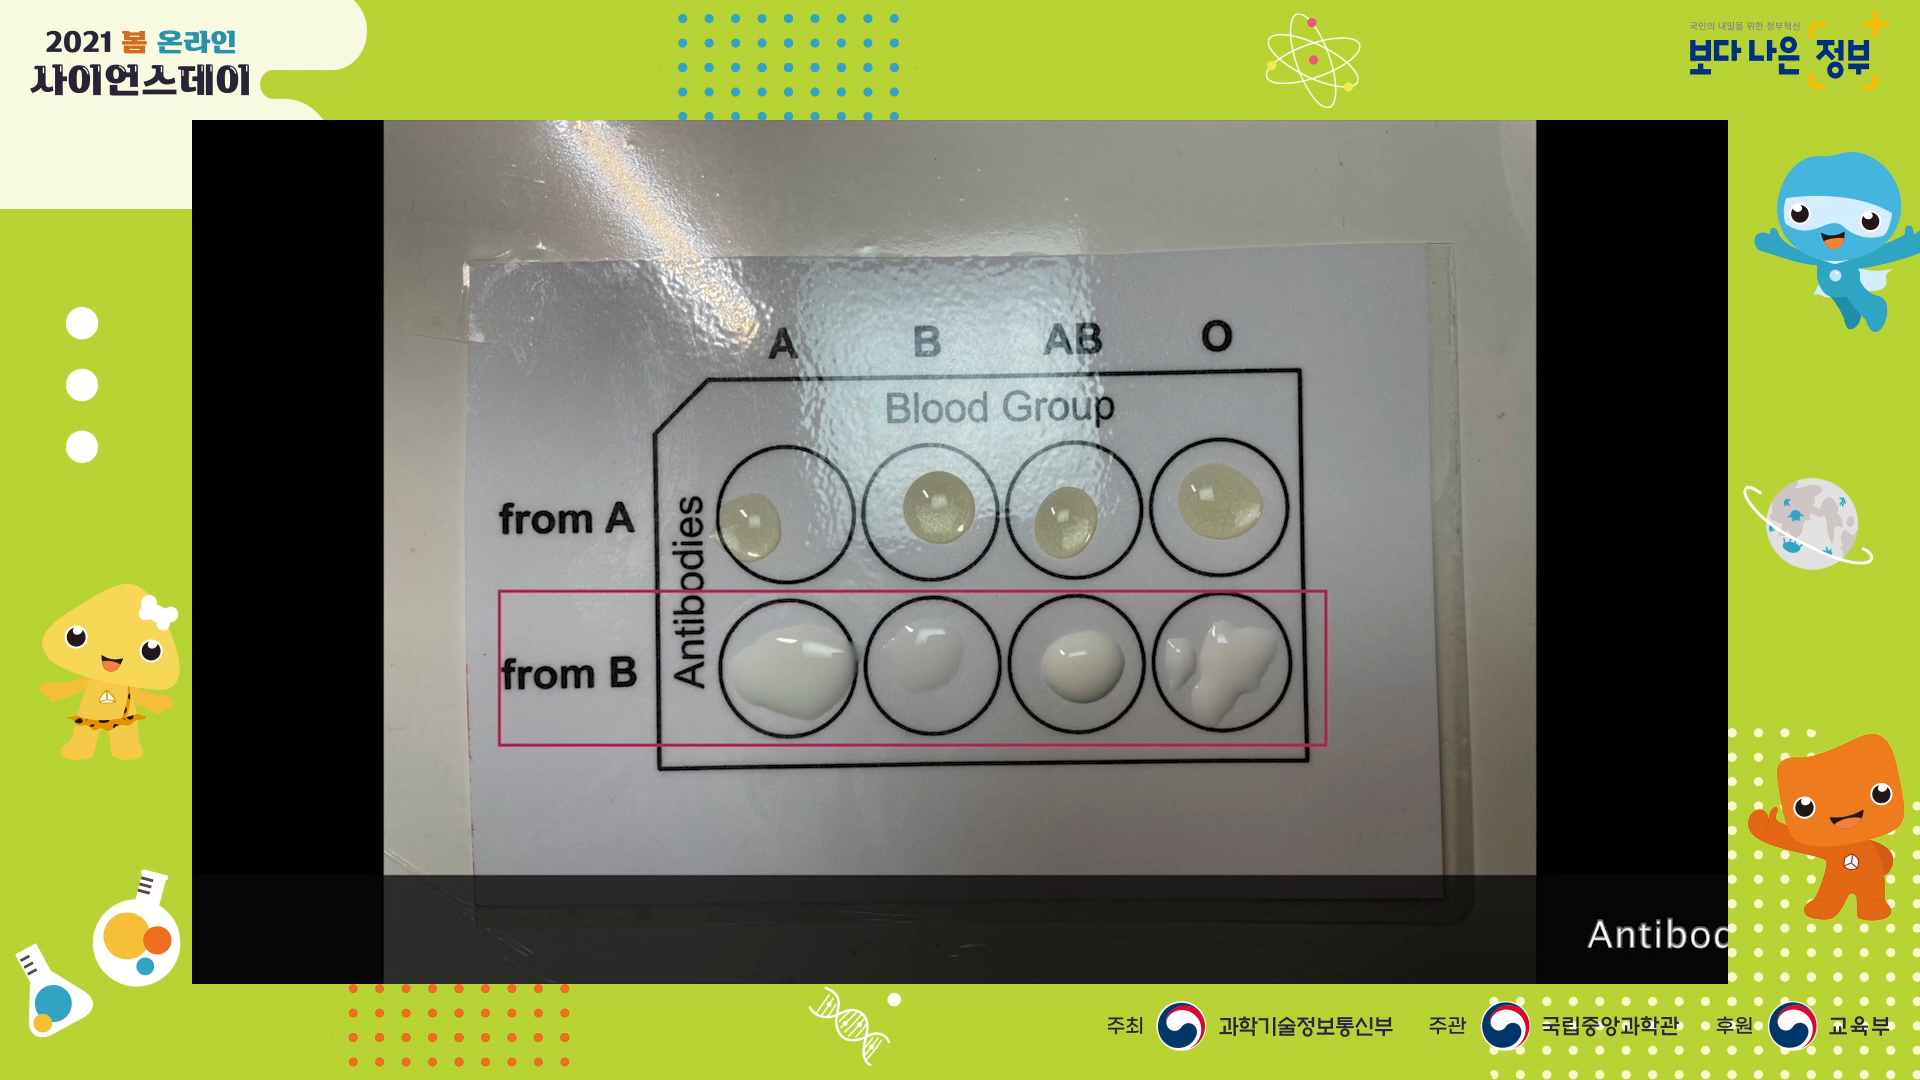 2021 봄 온라인
사이언스데이
국민의 내일을 위한 정부혁신
보다 나은 정부
A B AB O
Blood Group
Antibodies
from A
from B
Antiboc
주최 과학기술정보통신부 주관 국립중앙과학관 후원 교육부